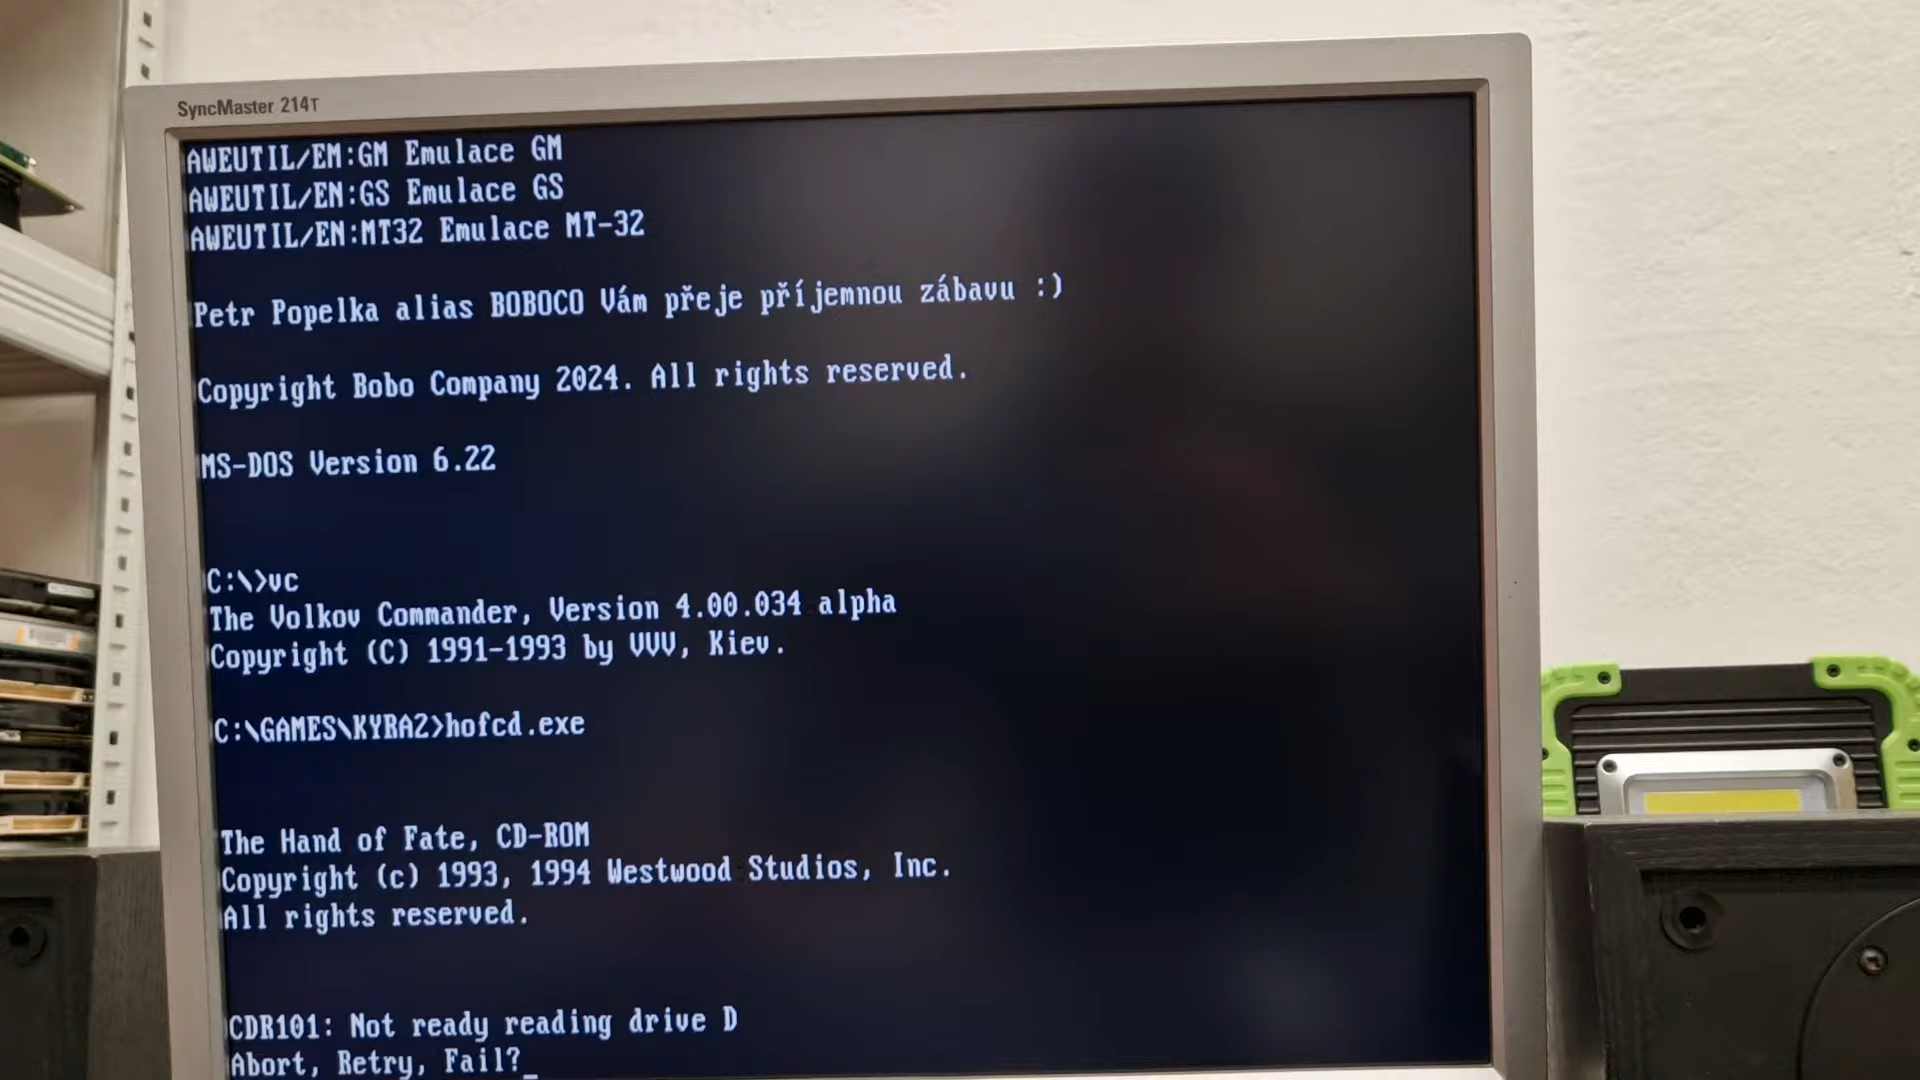 SyncMaster 214T
AWEUTIL/EM:GM Emulace GM
AWEUTIL/EN:GS Emulace GS
AWEUTIL/EN:MT32 Emulace MT-32
Petr Popelka alias BOBOCO Vám přeje příjemnou zábavu :)
Copyright Bobo Company 2024. All rights reserved.
MS-DOS Version 6.22
C:\>vc
The Volkov Commander, Version 4.00.034 alpha
Copyright (C) 1991-1993 by VVV, Kiev.
C:\GAMES\KYRA2>hofcd.exe
The Hand of Fate, CD-ROM
Copyright (c) 1993, 1994 Westwood Studios, Inc.
All rights reserved.
CDR101: Not ready reading drive D
Abort, Retry, Fail?_